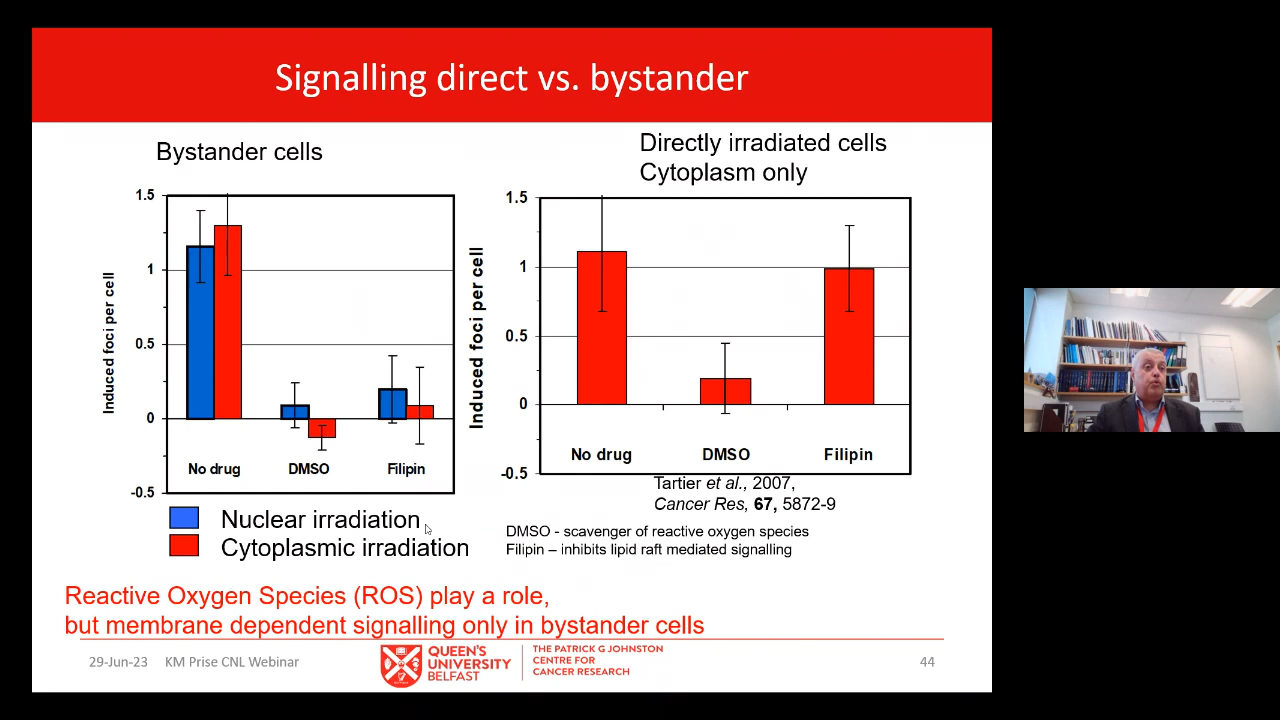 Signalling direct vs. bystander
Bystander cells
1.5
1
0.5
0
-0.5
Induced foci per cell
No drug
DMSO
Filipin
Nuclear irradiation
Cytoplasmic irradiation
Directly irradiated cells
Cytoplasm only
1.5
1
0.5
0
-0.5
Induced foci per cell
No drug
DMSO
Filipin
Tartier et al., 2007,
Cancer Res, 67, 5872-9
DMSO - scavenger of reactive oxygen species
Filipin – inhibits lipid raft mediated signalling
Reactive Oxygen Species (ROS) play a role,
but membrane dependent signalling only in bystander cells
29-Jun-23 KM Prise CNL Webinar
QUEEN'S
UNIVERSITY
BELFAST
THE PATRICK G JOHNSTON
CENTRE FOR
CANCER RESEARCH
44